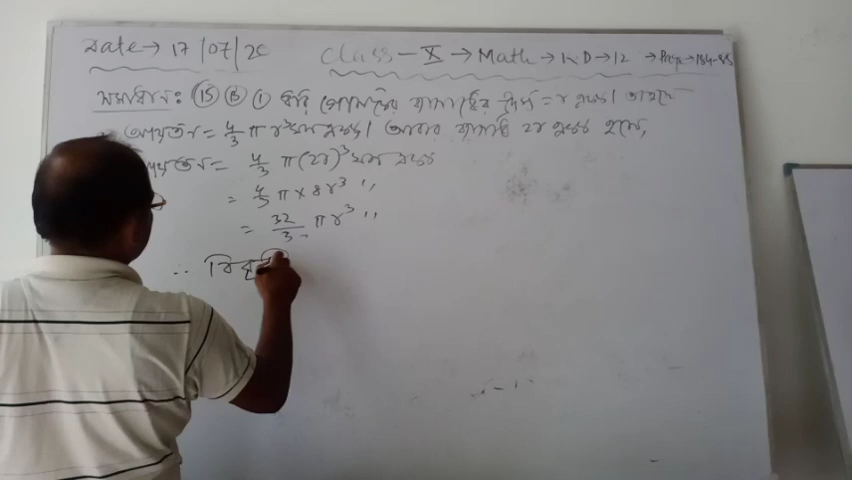 Date → 17/07/20 Class - X → Math → KD → 12 → Page → 184-85
সমাধান: (15) (B) (i) ধরি গোলকটির ব্যাসার্ধের দৈর্ঘ্য = r একক। তাহলে
আয়তন = 4/3 π r³ ঘন একক। আবার ব্যাসার্ধ 2r একক হলে,
আয়তন = 4/3 π(2r)³ ঘন একক
= 4/3 π × 8r³ ,,
= 32/3 π r³ ,,
∴